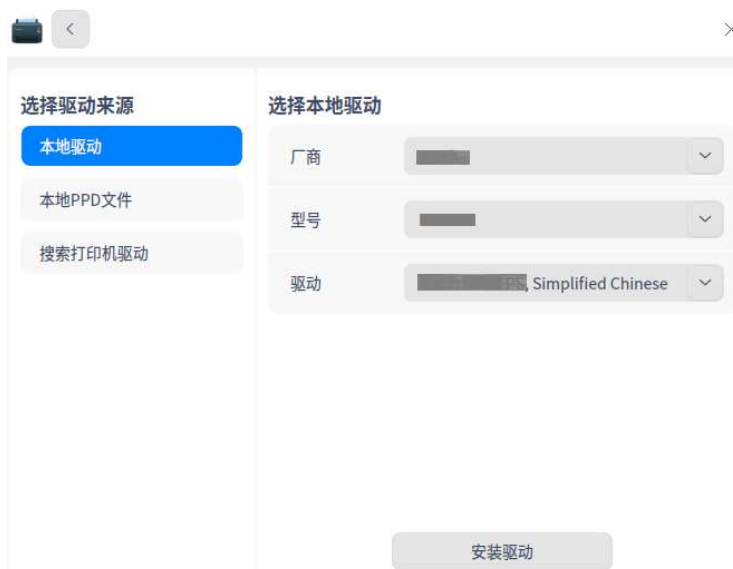 选择驱动来源
本地驱动
本地PPD文件
搜索打印机驱动
选择本地驱动
厂商
型号
驱动
, Simplified Chinese
安装驱动